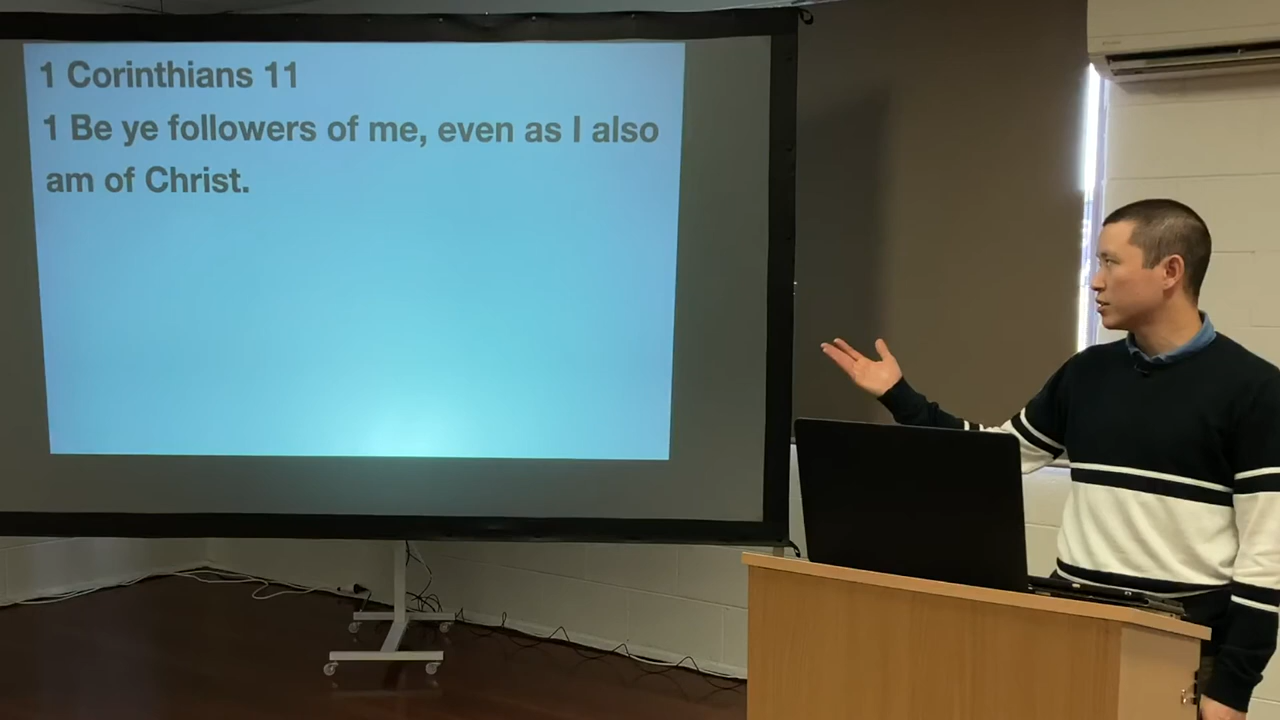 1 Corinthians 11
1 Be ye followers of me, even as I also
am of Christ.